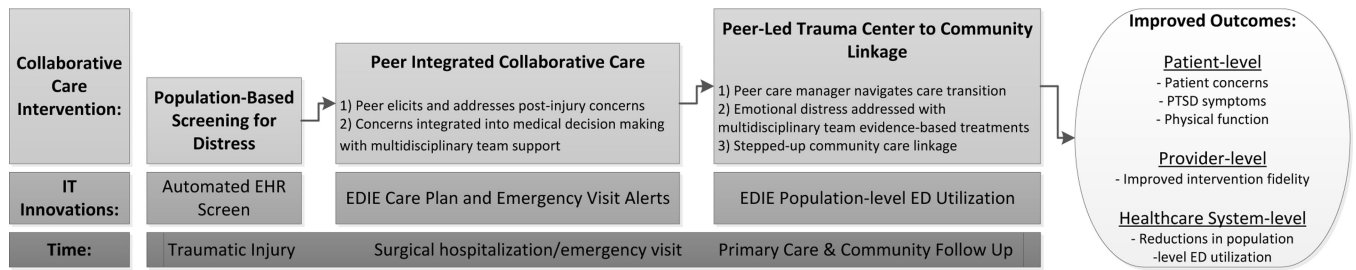 Collaborative
Care
Intervention:
Population-Based
Screening for
Distress
Peer Integrated Collaborative Care
1) Peer elicits and addresses post-injury concerns
2) Concerns integrated into medical decision making
with multidisciplinary team support
Peer-Led Trauma Center to Community
Linkage
1) Peer care manager navigates care transition
2) Emotional distress addressed with
multidisciplinary team evidence-based treatments
3) Stepped-up community care linkage
Improved Outcomes:
Patient-level
- Patient concerns
- PTSD symptoms
- Physical function
Provider-level
- Improved intervention fidelity
Healthcare System-level
- Reductions in population
-level ED utilization
IT
Innovations:
Automated EHR
Screen
EDIE Care Plan and Emergency Visit Alerts
EDIE Population-level ED Utilization
Time:
Traumatic Injury
Surgical hospitalization/emergency visit
Primary Care & Community Follow Up